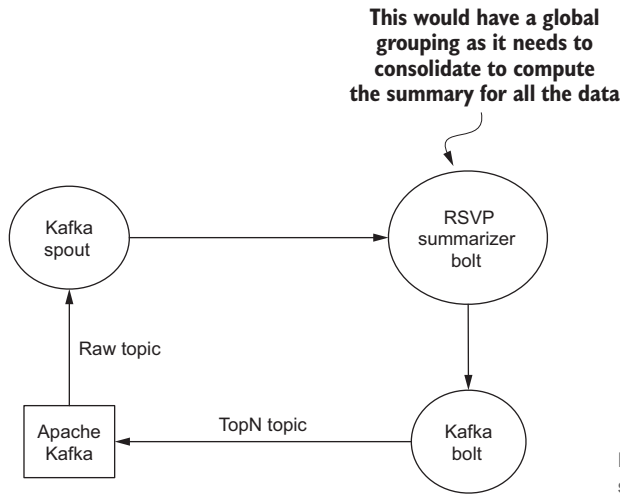 This would have a global
grouping as it needs to
consolidate to compute
the summary for all the data
Kafka
spout
RSVP
summarizer
bolt
Raw topic
Apache
Kafka
TopN topic
Kafka
bolt